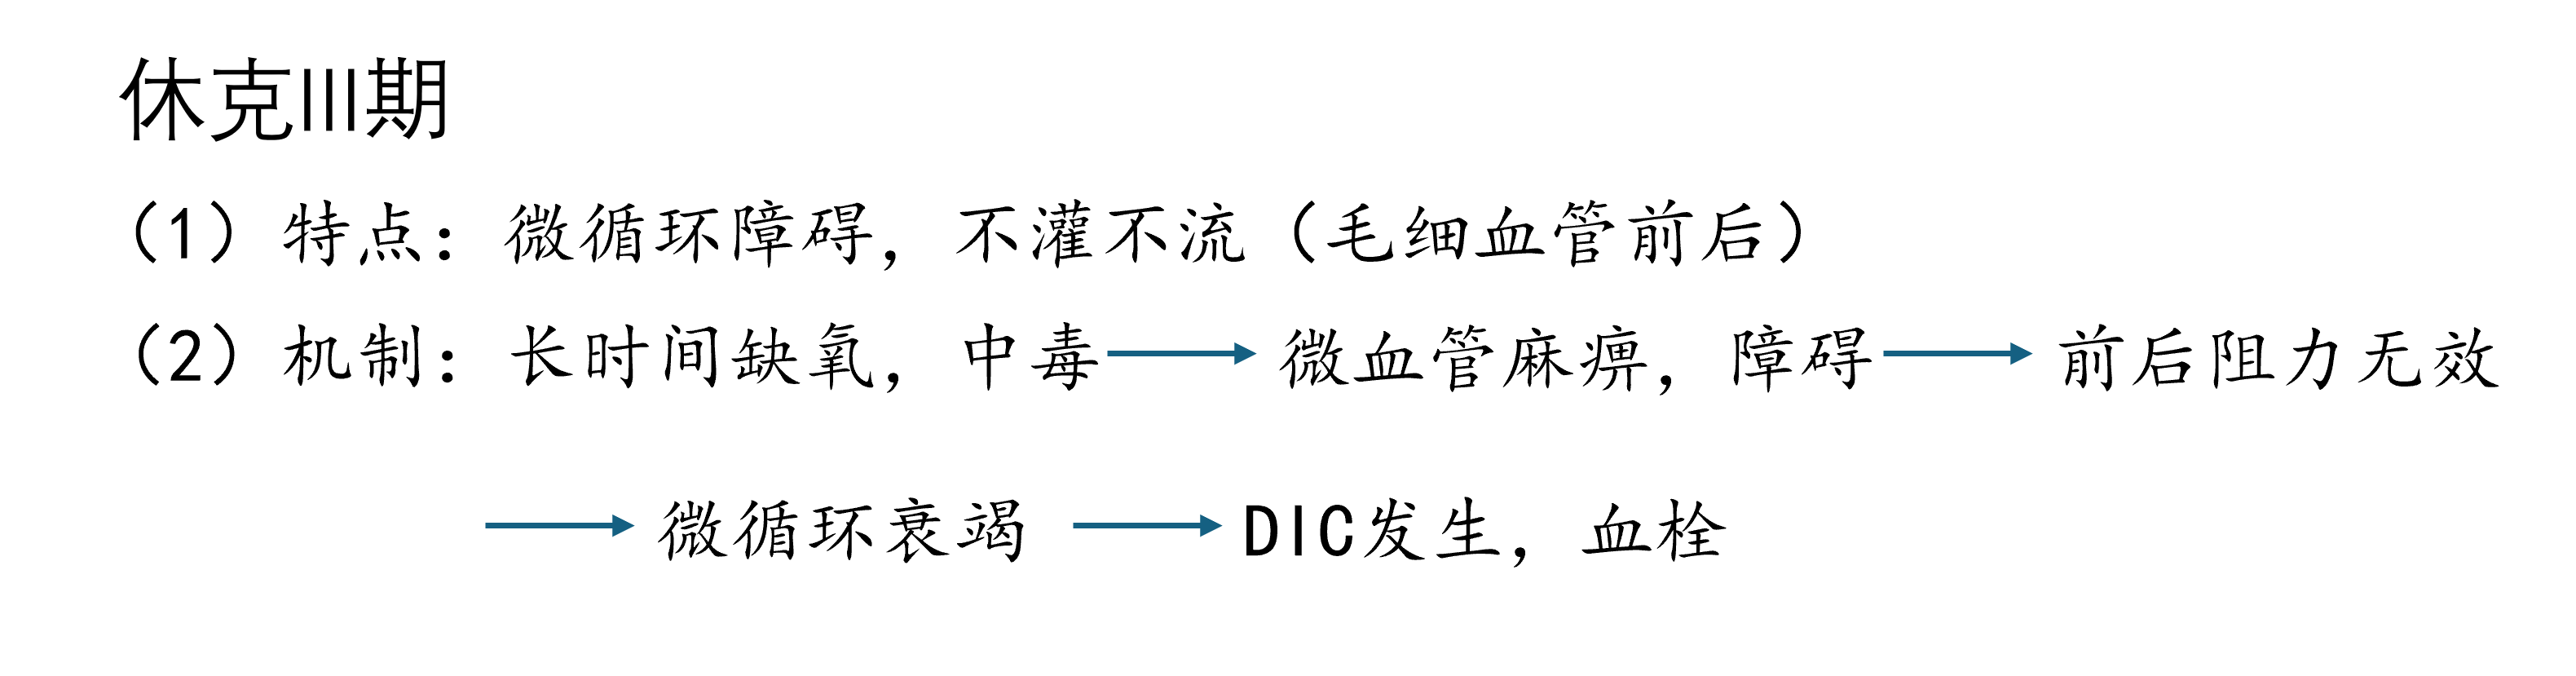 休克III期
（1）特点：微循环障碍，不灌不流（毛细血管前后）
（2）机制：长时间缺氧，中毒→微血管麻痹，障碍→前后阻力无效
→微循环衰竭→DIC发生，血栓